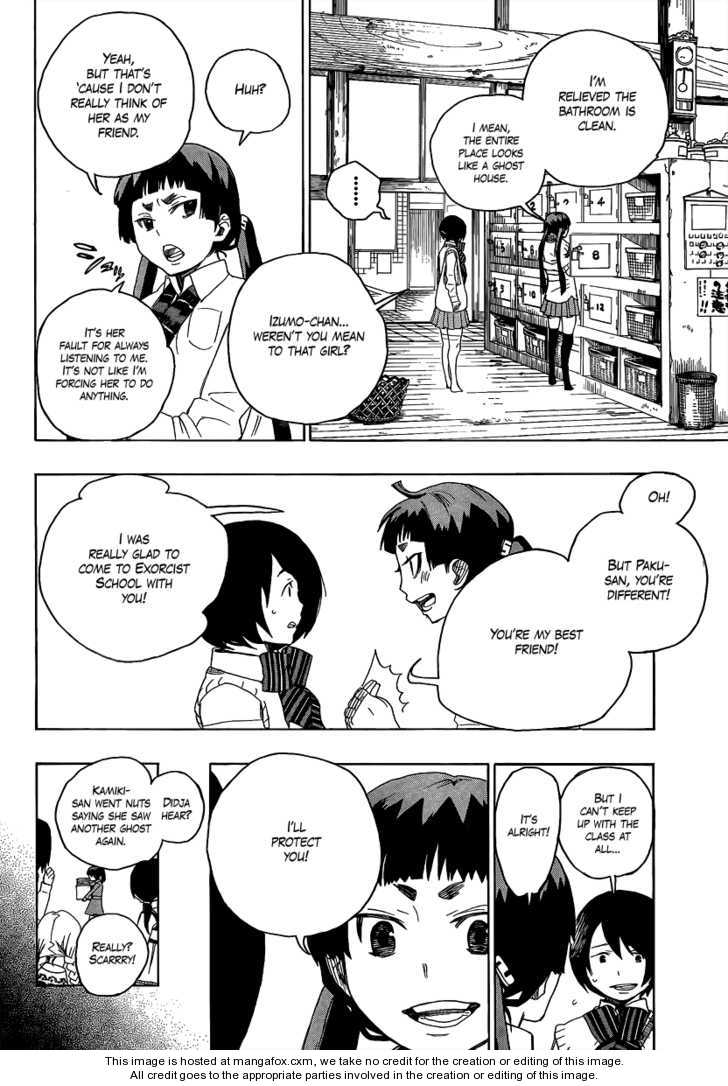 I'M
RELIEVED THE
BATHROOM IS
CLEAN.
I MEAN,
THE ENTIRE
PLACE LOOKS
LIKE A GHOST
HOUSE.
.....
8
12
IZUMO-CHAN...
WEREN'T YOU MEAN
TO THAT GIRL?
HUH?
YEAH,
BUT THAT'S
'CAUSE I DON'T
REALLY THINK OF
HER AS MY
FRIEND.
IT'S HER
FAULT FOR ALWAYS
LISTENING TO ME.
IT'S NOT LIKE I'M
FORCING HER TO DO
ANYTHING.
OH!
BUT PAKU-
SAN, YOU'RE
DIFFERENT!
YOU'RE MY BEST
FRIEND!
I WAS
REALLY GLAD TO
COME TO EXORCIST
SCHOOL WITH
YOU!
BUT I
CAN'T KEEP
UP WITH THE
CLASS AT
ALL...
IT'S
ALRIGHT!
I'LL
PROTECT
YOU!
DIDJA
HEAR?
KAMIKI-
SAN WENT NUTS
SAYING SHE SAW
ANOTHER GHOST
AGAIN.
REALLY?
SCARRRY!
This image is hosted at mangafox.cxm, we take no credit for the creation or editing of this image.
All credit goes to the appropriate parties involved in the creation or editing of this images.